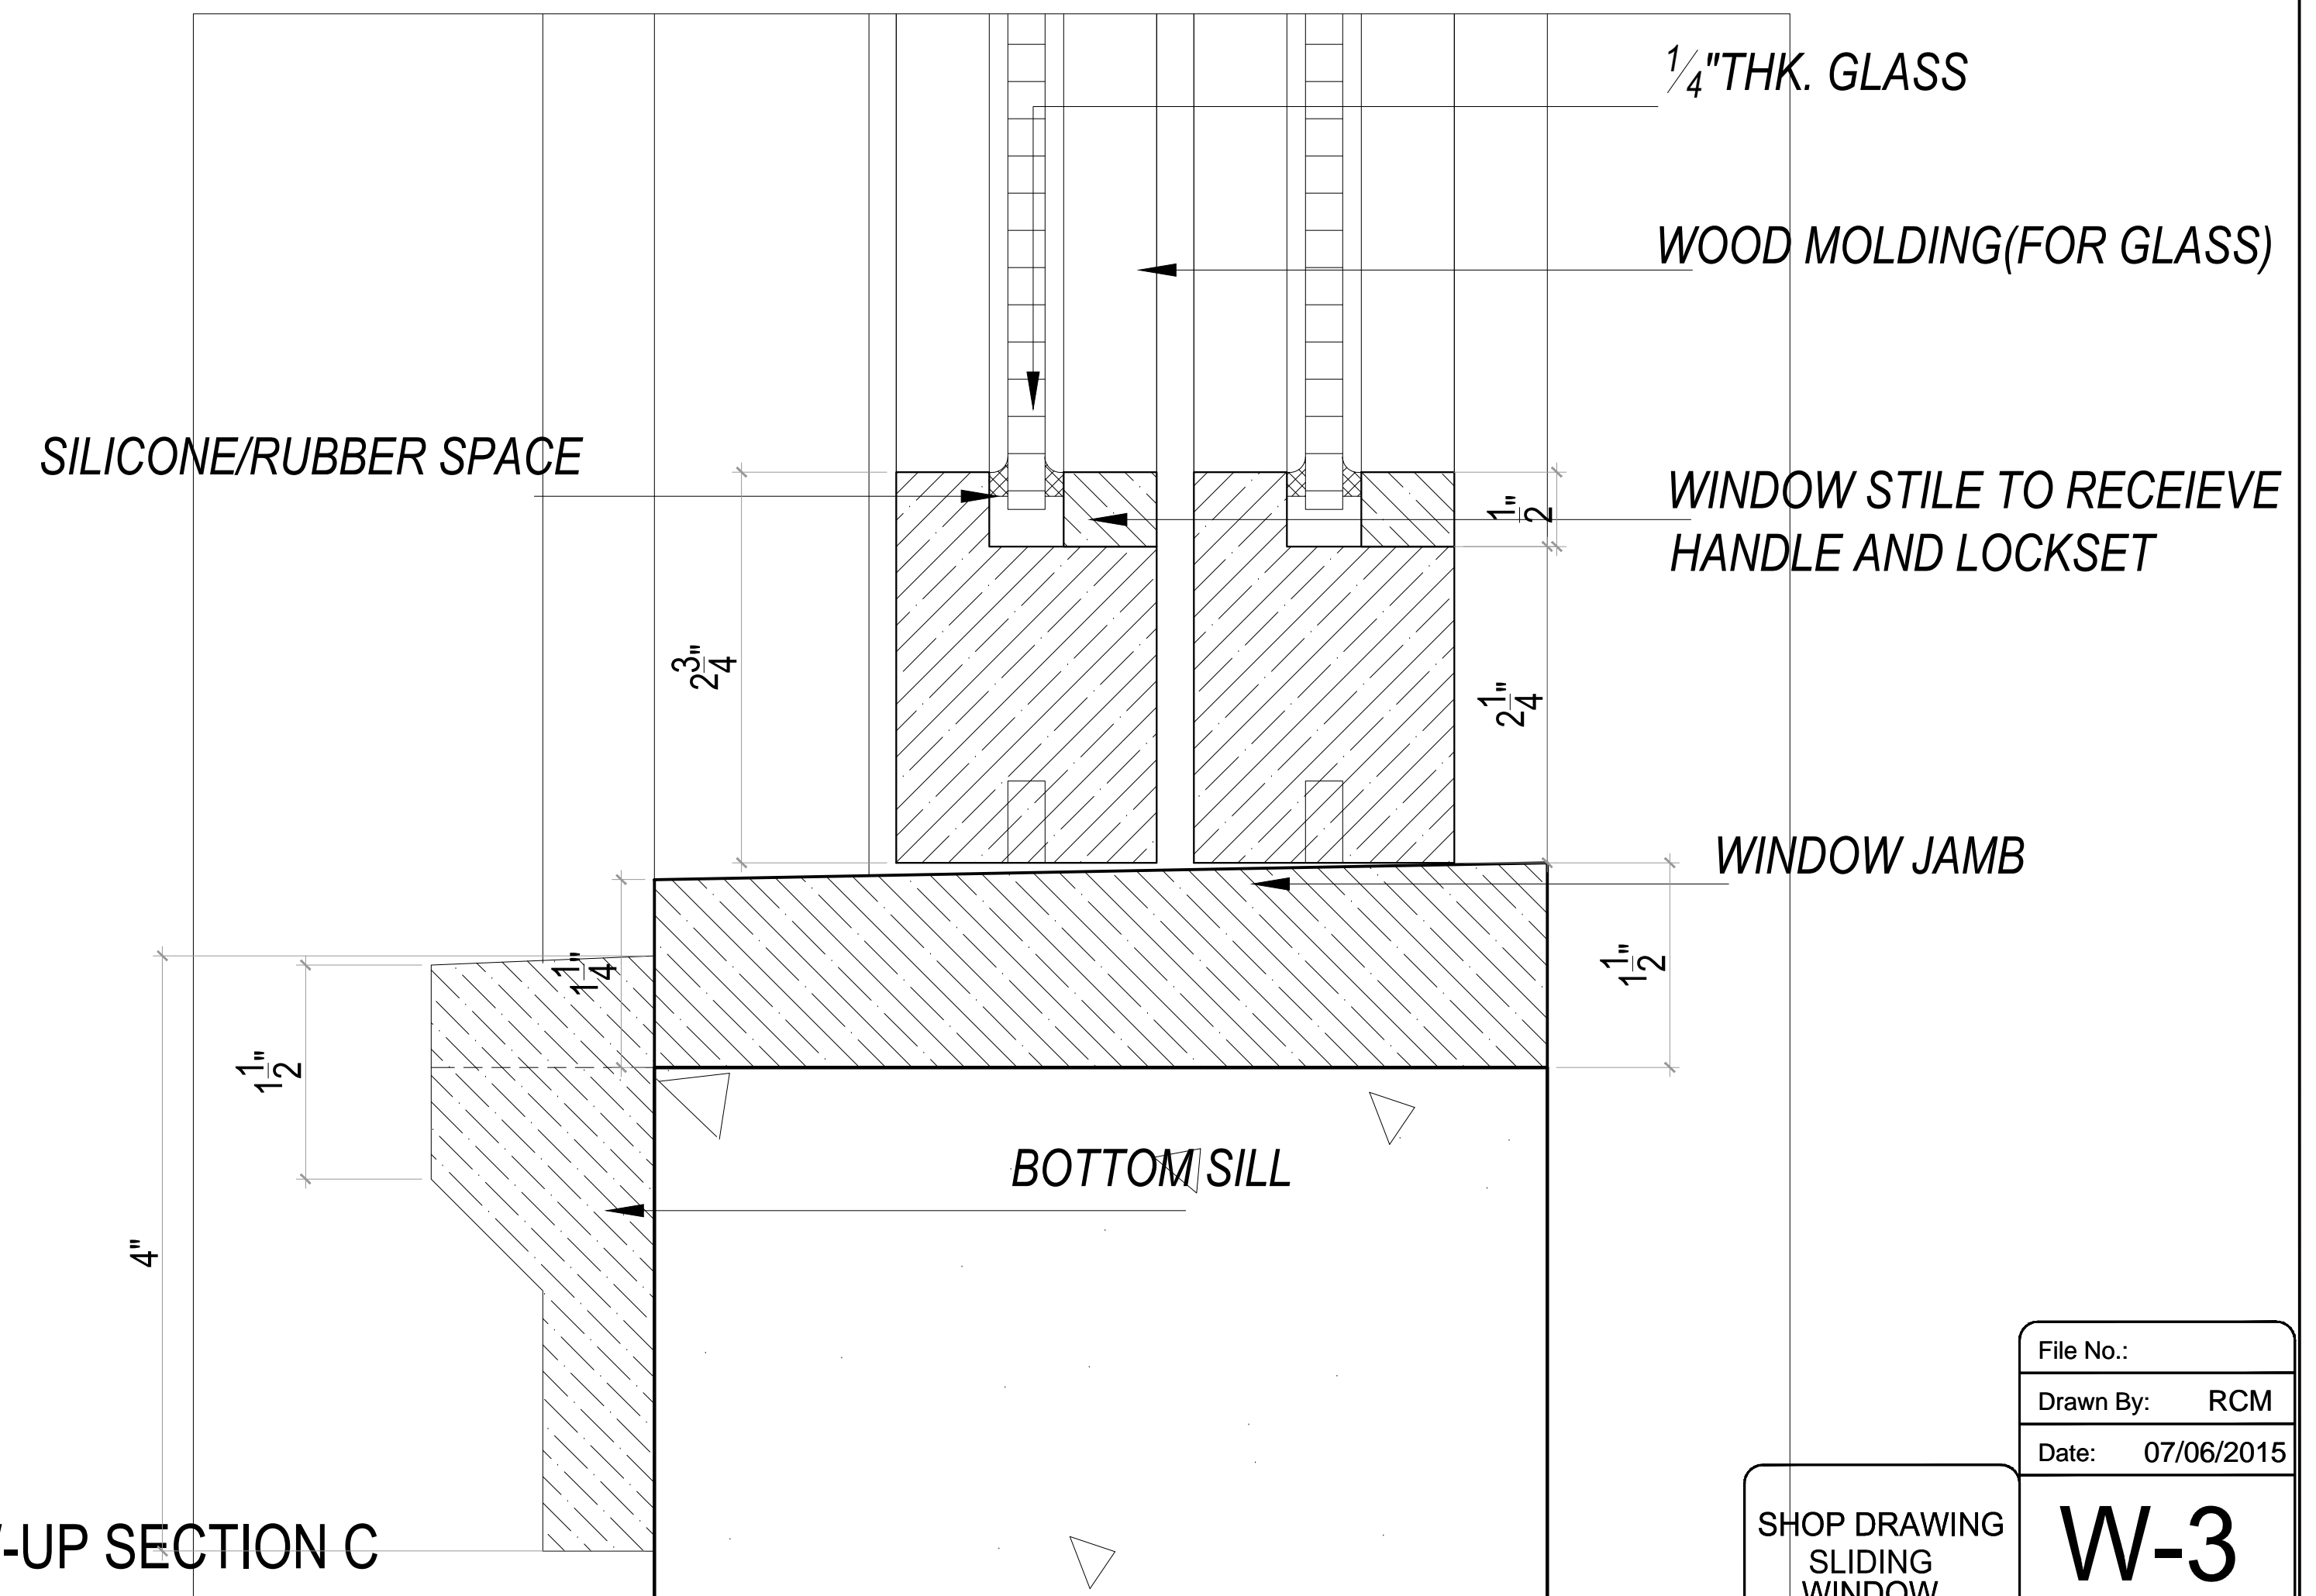 1/4"THK. GLASS
WOOD MOLDING(FOR GLASS)
SILICONE/RUBBER SPACE
WINDOW STILE TO RECEIEVE
HANDLE AND LOCKSET
1/2"
2 3/4"
2 1/4"
WINDOW JAMB
1 1/4"
1 1/2"
1 1/2"
4"
BOTTOM SILL
-UP SECTION C
File No.:
Drawn By: RCM
Date: 07/06/2015
W-3
SHOP DRAWING
SLIDING
WINDOW